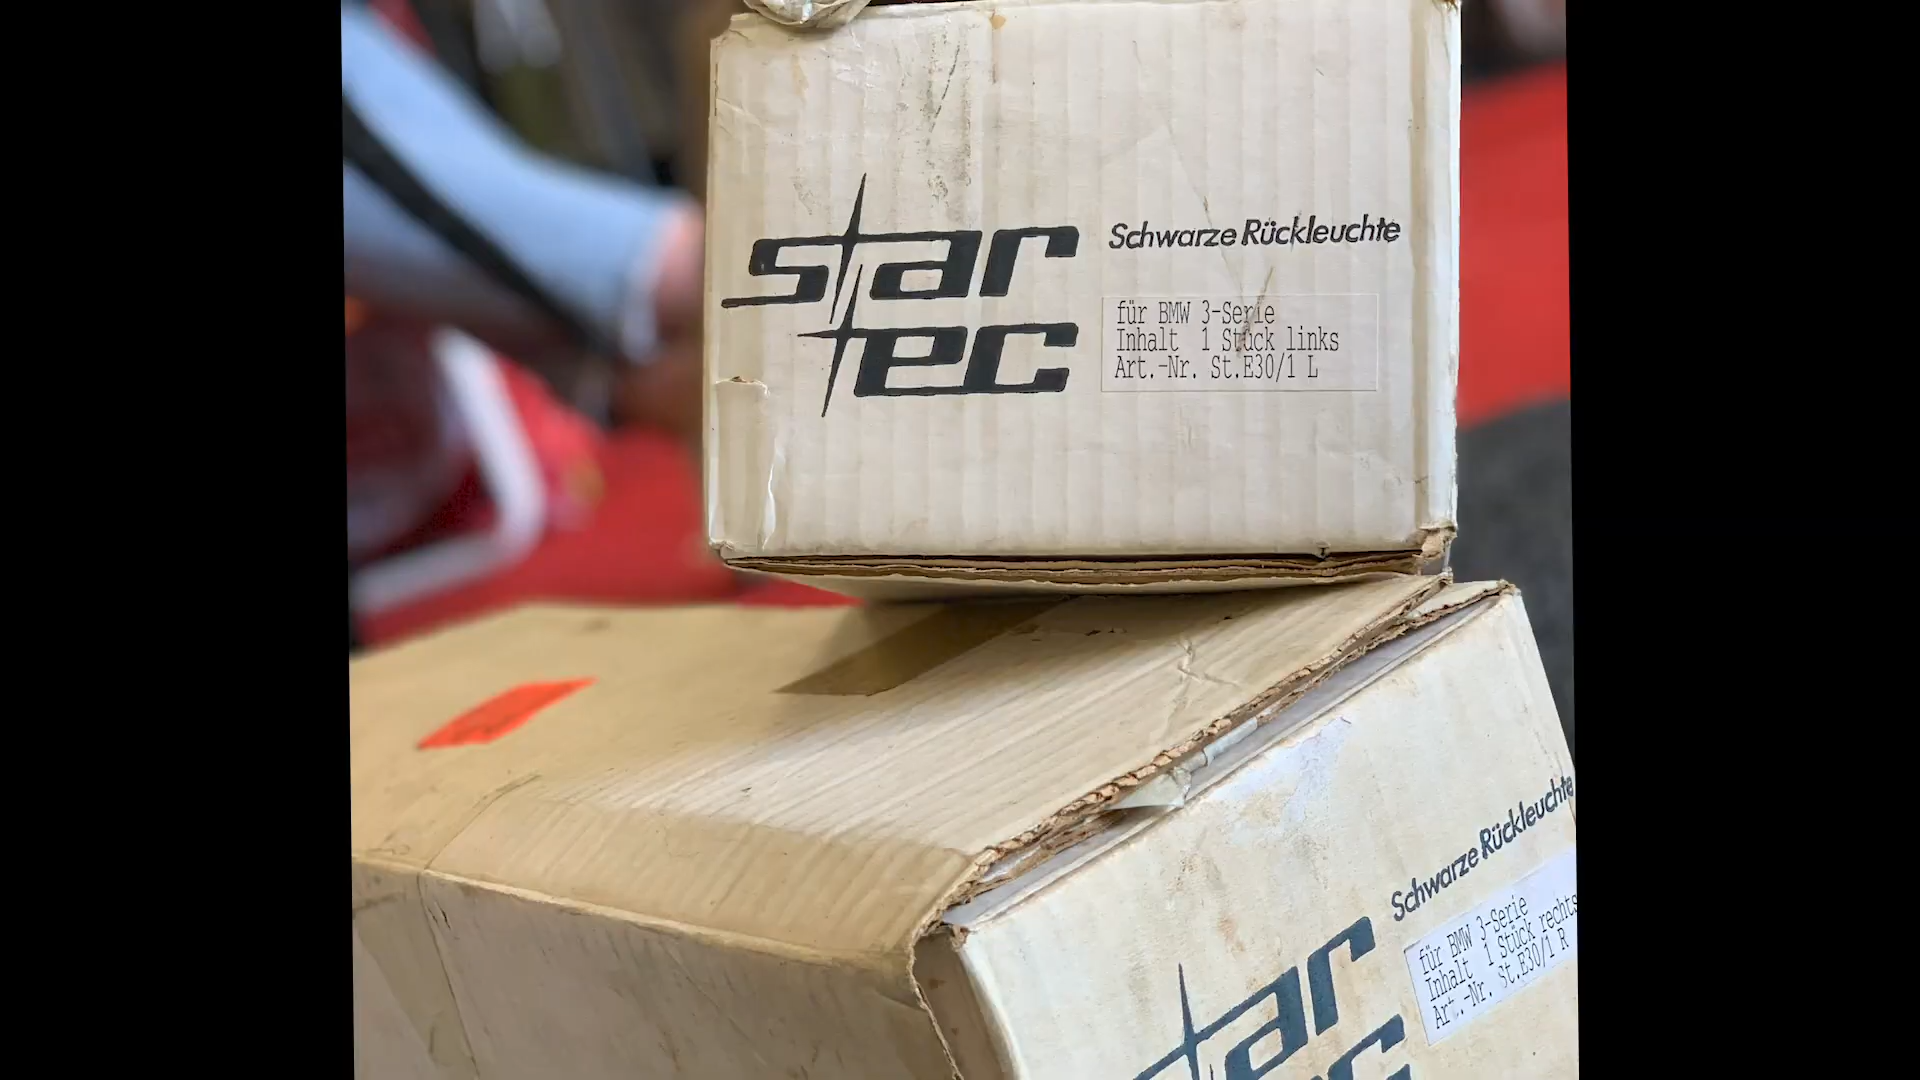 star
tec
Schwarze Rückleuchte
für BMW 3-Serie
Inhalt 1 Stück links
Art.-Nr. St.E30/1 L
Schwarze Rückleuchte
für BMW 3-Serie
Inhalt 1 Stück rechts
Art.-Nr. St.E30/1 R